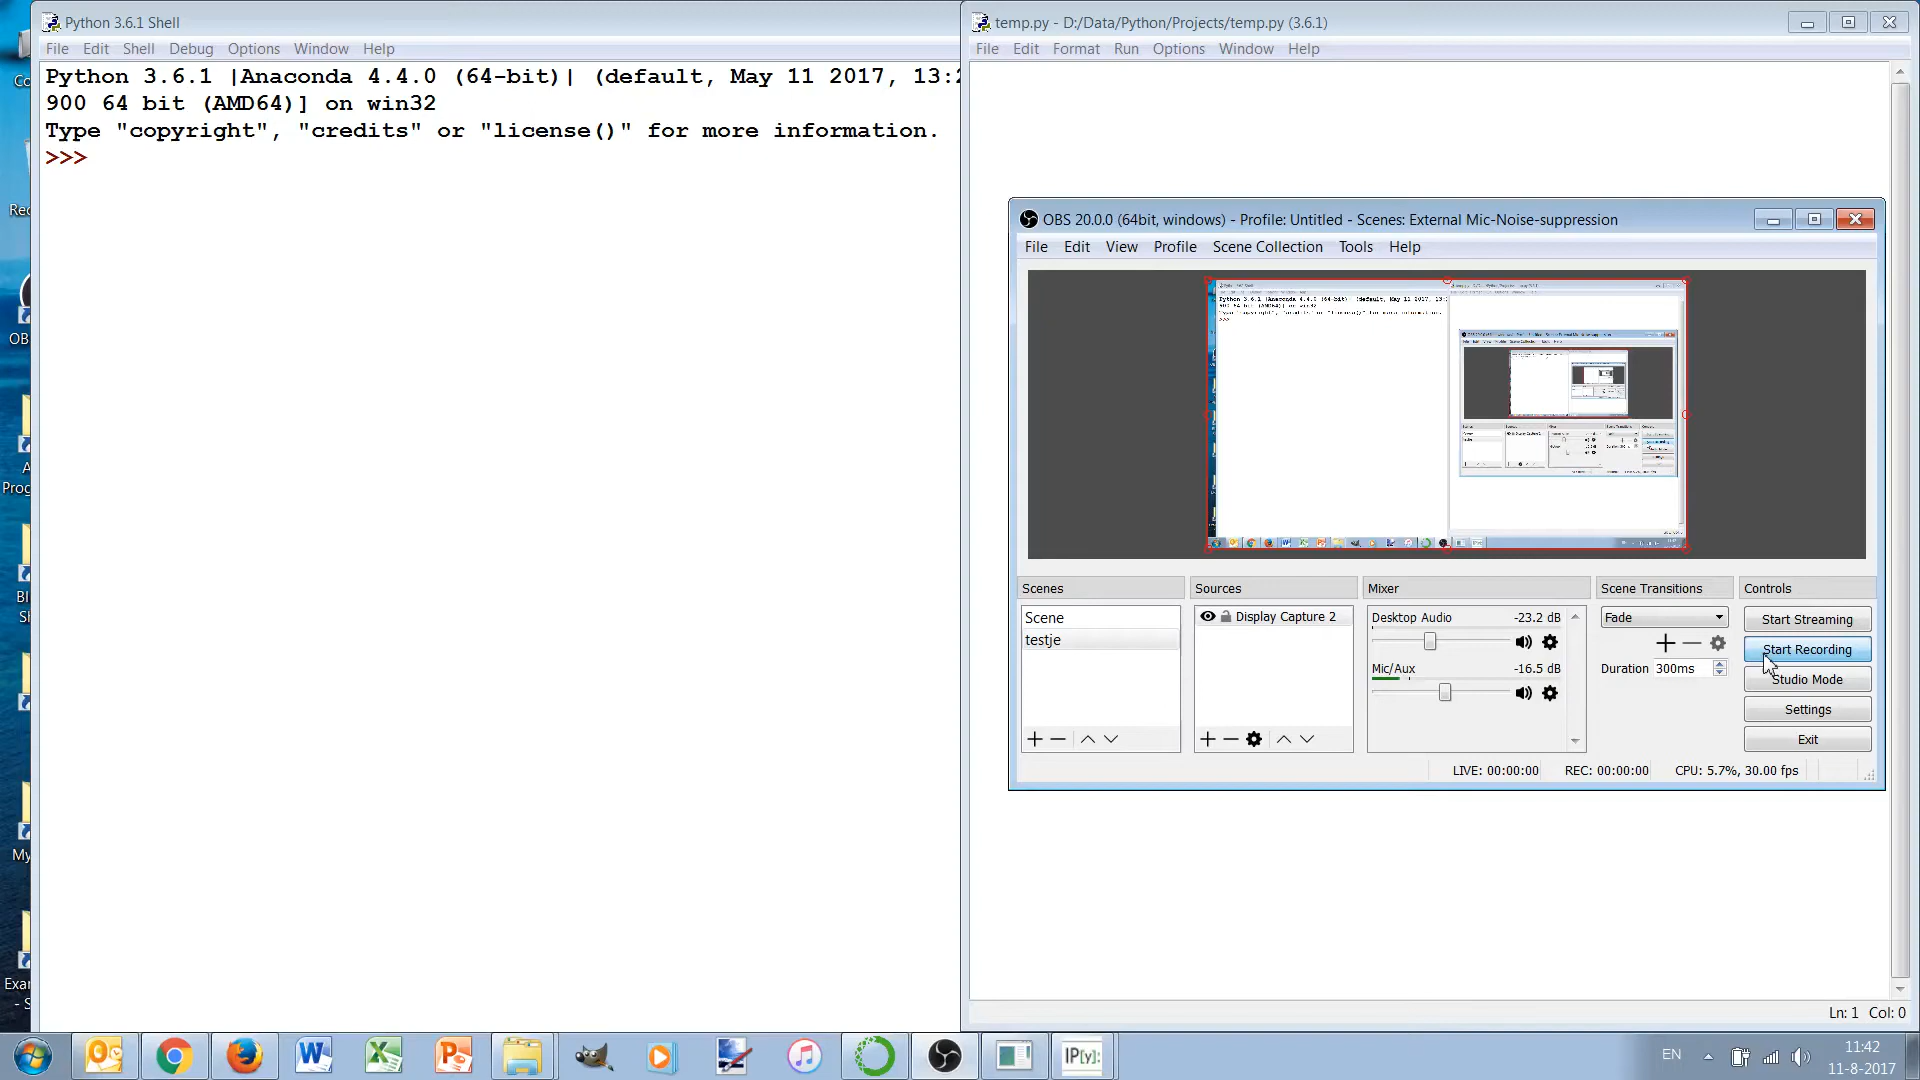 Python 3.6.1 Shell
File Edit Shell Debug Options Window Help
Python 3.6.1 |Anaconda 4.4.0 (64-bit)| (default, May 11 2017, 13:
900 64 bit (AMD64)] on win32
Type "copyright", "credits" or "license()" for more information.
>>>
temp.py - D:/Data/Python/Projects/temp.py (3.6.1)
File Edit Format Run Options Window Help
OBS 20.0.0 (64bit, windows) - Profile: Untitled - Scenes: External Mic-Noise-suppression
File Edit View Profile Scene Collection Tools Help
Scenes
Scene
testje
Sources
Display Capture 2
Mixer
Desktop Audio -23.2 dB
Mic/Aux -16.5 dB
Scene Transitions
Fade
Duration 300ms
Controls
Start Streaming
Start Recording
Studio Mode
Settings
Exit
LIVE: 00:00:00 REC: 00:00:00 CPU: 5.7%, 30.00 fps
Ln: 1 Col: 0
IP[y]:
EN
11:42
11-8-2017